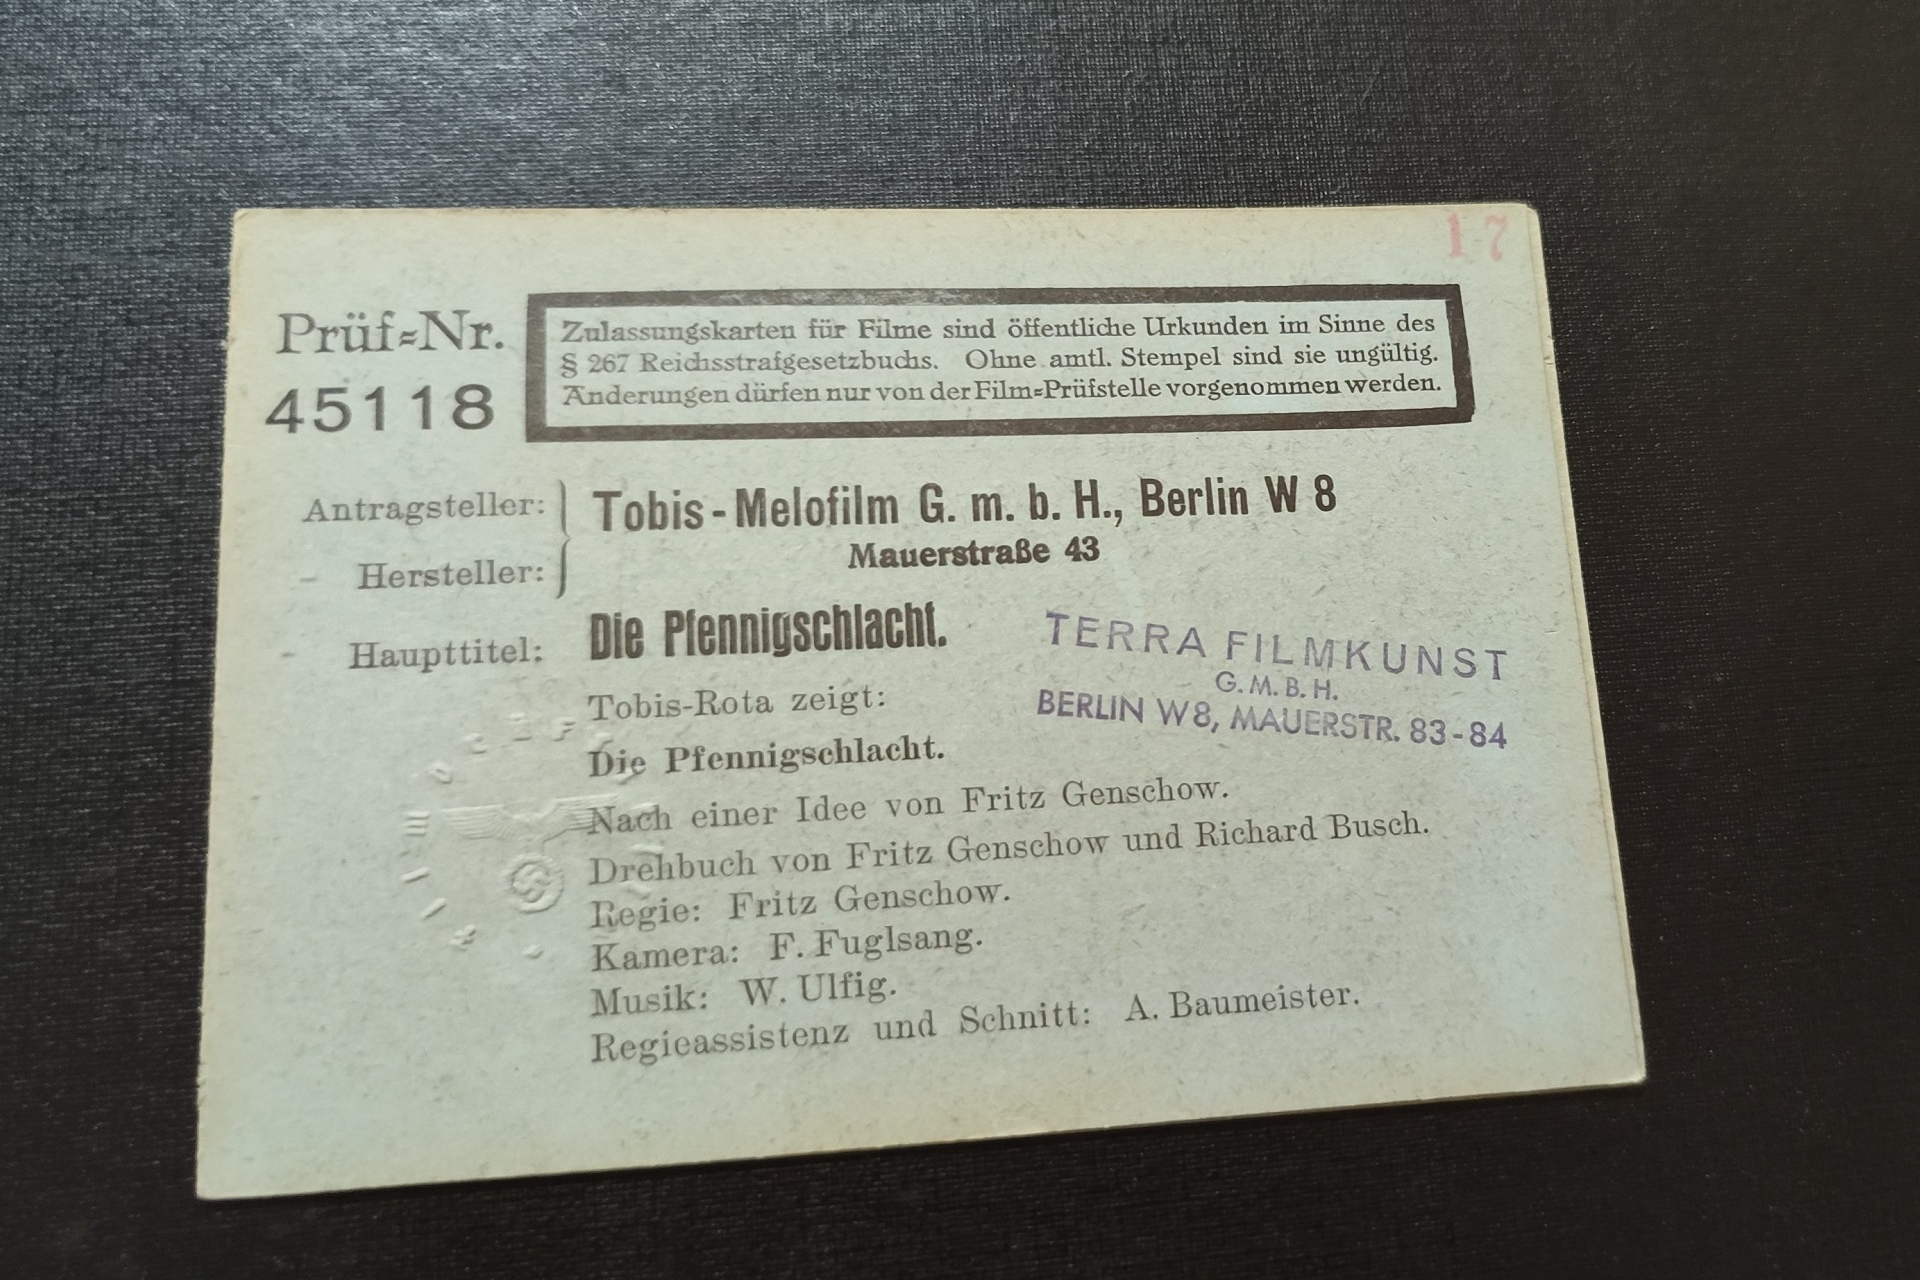 17
Prüf=Nr.
45118
Zulassungskarten für Filme sind öffentliche Urkunden im Sinne des
§ 267 Reichsstrafgesetzbuchs. Ohne amtl. Stempel sind sie ungültig.
Änderungen dürfen nur von der Film=Prüfstelle vorgenommen werden.
Antragsteller:
Hersteller:
Tobis-Melofilm G. m. b. H., Berlin W 8
Mauerstraße 43
Haupttitel:
Die Pfennigschlacht.
TERRA FILMKUNST
G. M. B. H.
BERLIN W8, MAUERSTR. 83-84
Tobis-Rota zeigt:
Die Pfennigschlacht.
Nach einer Idee von Fritz Genschow.
Drehbuch von Fritz Genschow und Richard Busch.
Regie: Fritz Genschow.
Kamera: F. Fuglsang.
Musik: W. Ulfig.
Regieassistenz und Schnitt: A. Baumeister.